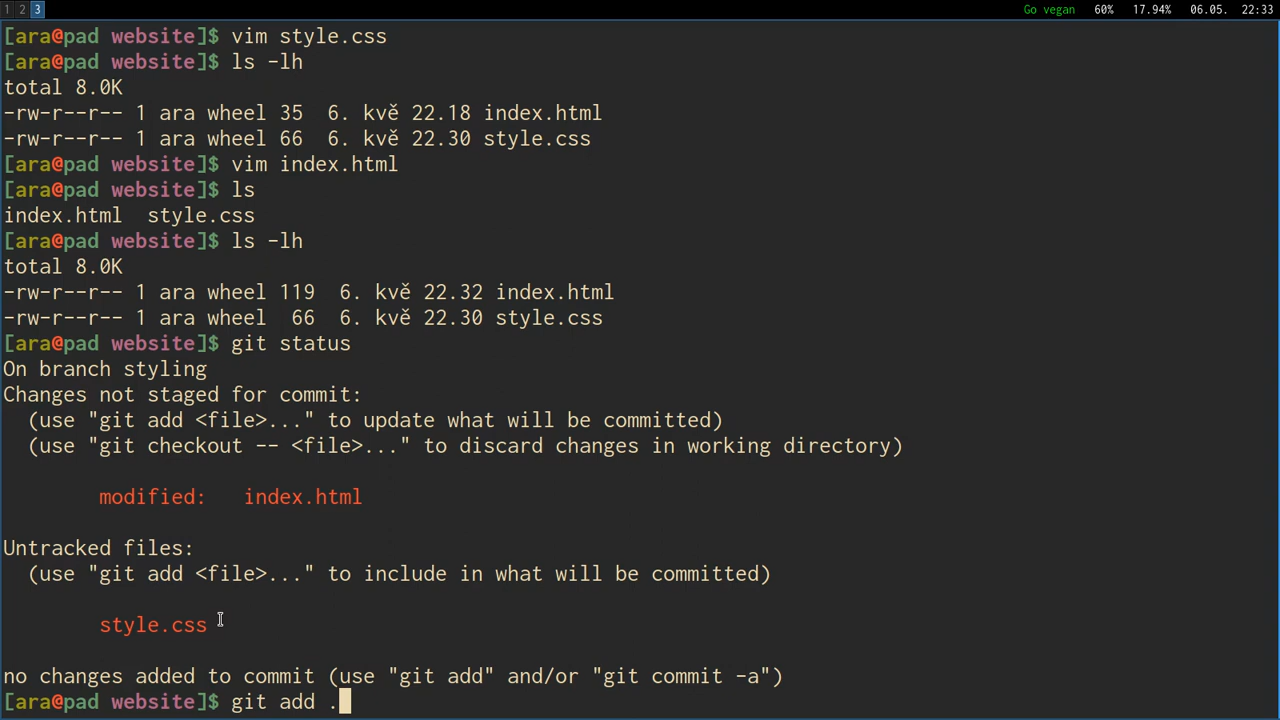 1 2 3 Go vegan 60% 17.94% 06.05. 22:33
[ara@pad website]$ vim style.css
[ara@pad website]$ ls -lh
total 8.0K
-rw-r--r-- 1 ara wheel 35  6. kvě 22.18 index.html
-rw-r--r-- 1 ara wheel 66  6. kvě 22.30 style.css
[ara@pad website]$ vim index.html
[ara@pad website]$ ls
index.html  style.css
[ara@pad website]$ ls -lh
total 8.0K
-rw-r--r-- 1 ara wheel 119  6. kvě 22.32 index.html
-rw-r--r-- 1 ara wheel  66  6. kvě 22.30 style.css
[ara@pad website]$ git status
On branch styling
Changes not staged for commit:
  (use "git add <file>..." to update what will be committed)
  (use "git checkout -- <file>..." to discard changes in working directory)
        modified:   index.html
Untracked files:
  (use "git add <file>..." to include in what will be committed)
        style.css
no changes added to commit (use "git add" and/or "git commit -a")
[ara@pad website]$ git add .